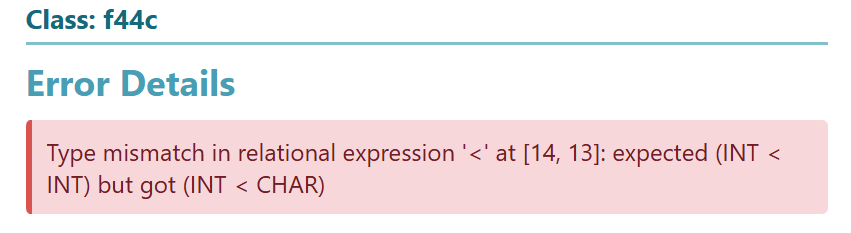 Class: f44c
Error Details
Type mismatch in relational expression '<' at [14, 13]: expected (INT <
INT) but got (INT < CHAR)